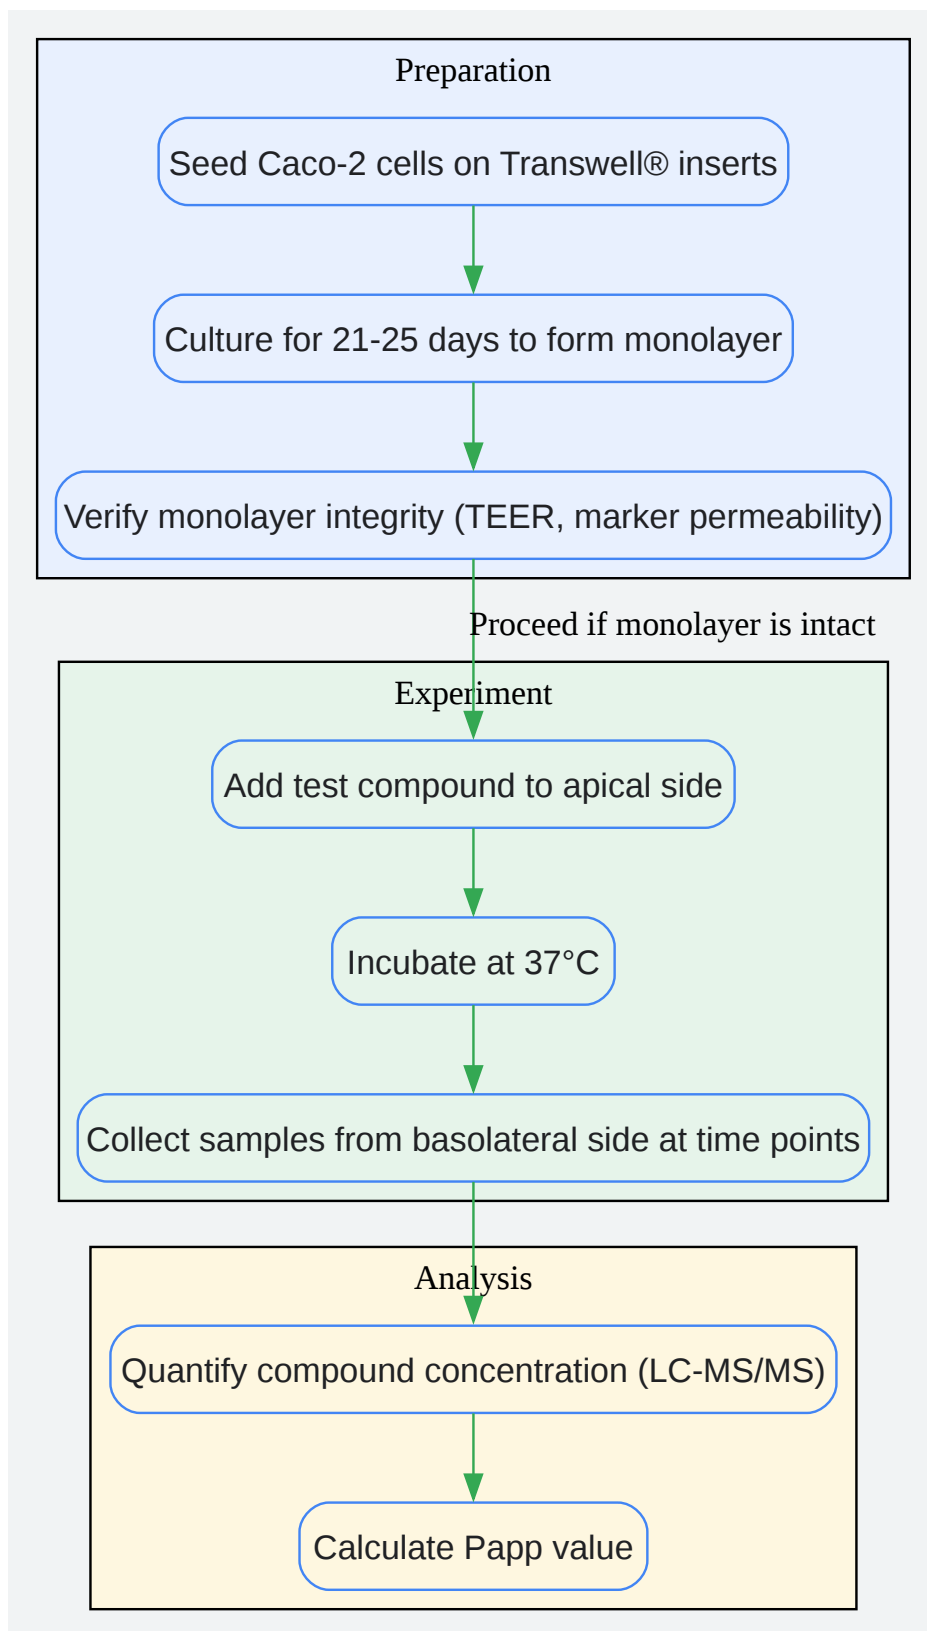 Preparation
Seed Caco-2 cells on Transwell® inserts
Culture for 21-25 days to form monolayer
Verify monolayer integrity (TEER, marker permeability)
Proceed if monolayer is intact
Experiment
Add test compound to apical side
Incubate at 37°C
Collect samples from basolateral side at time points
Analysis
Quantify compound concentration (LC-MS/MS)
Calculate Papp value